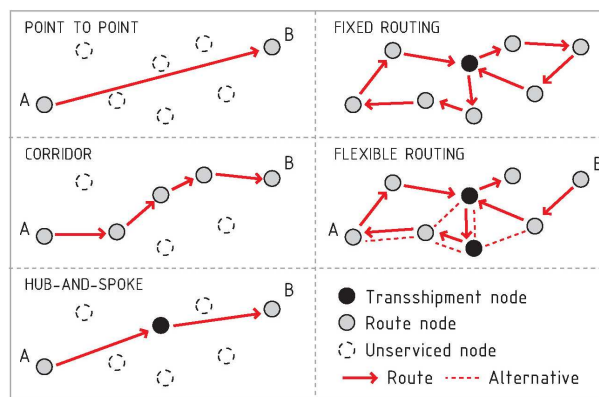 POINT TO POINT
A
B
CORRIDOR
A
B
HUB-AND-SPOKE
A
B
FIXED ROUTING
FLEXIBLE ROUTING
A
B
Transshipment node
Route node
Unserviced node
Route
Alternative